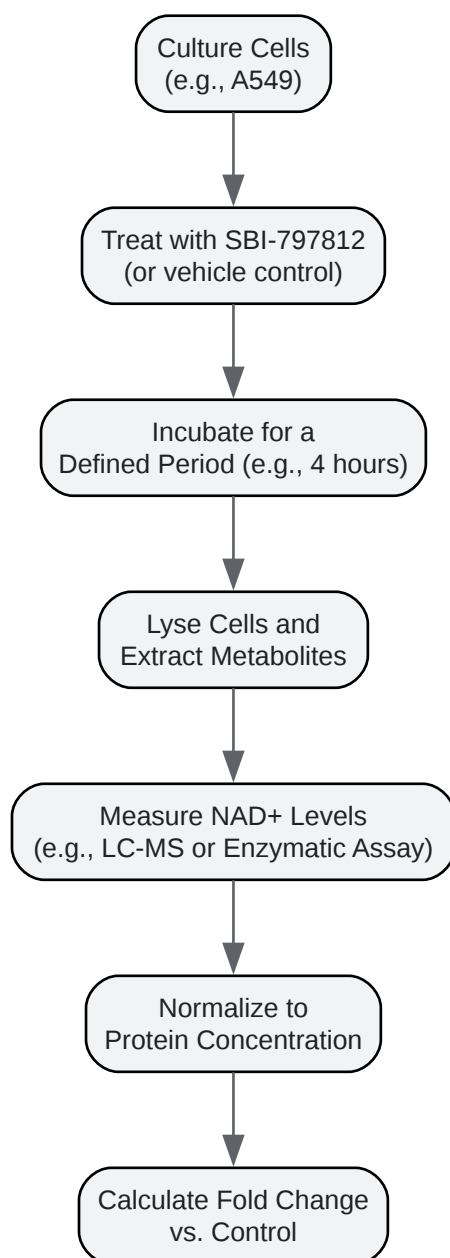 Culture Cells
(e.g., A549)
Treat with SBI-797812
(or vehicle control)
Incubate for a
Defined Period (e.g., 4 hours)
Lyse Cells and
Extract Metabolites
Measure NAD+ Levels
(e.g., LC-MS or Enzymatic Assay)
Normalize to
Protein Concentration
Calculate Fold Change
vs. Control